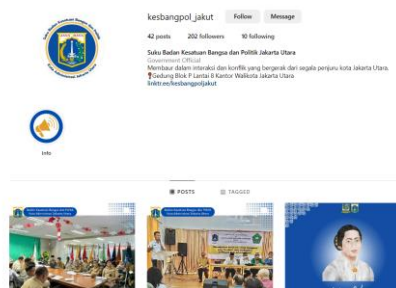 kesbangpol_jakut Follow Message
42 posts 202 followers 10 following
Suku Badan Kesatuan Bangsa dan Politik Jakarta Utara
Government Official
Membaur dalam interaksi dan konflik yang bergerak dari segala penjuru kota Jakarta Utara.
Gedung Blok P Lantai 8 Kantor Walikota Jakarta Utara
linktr.ee/kesbangpoljakut
Info
POSTS TAGGED